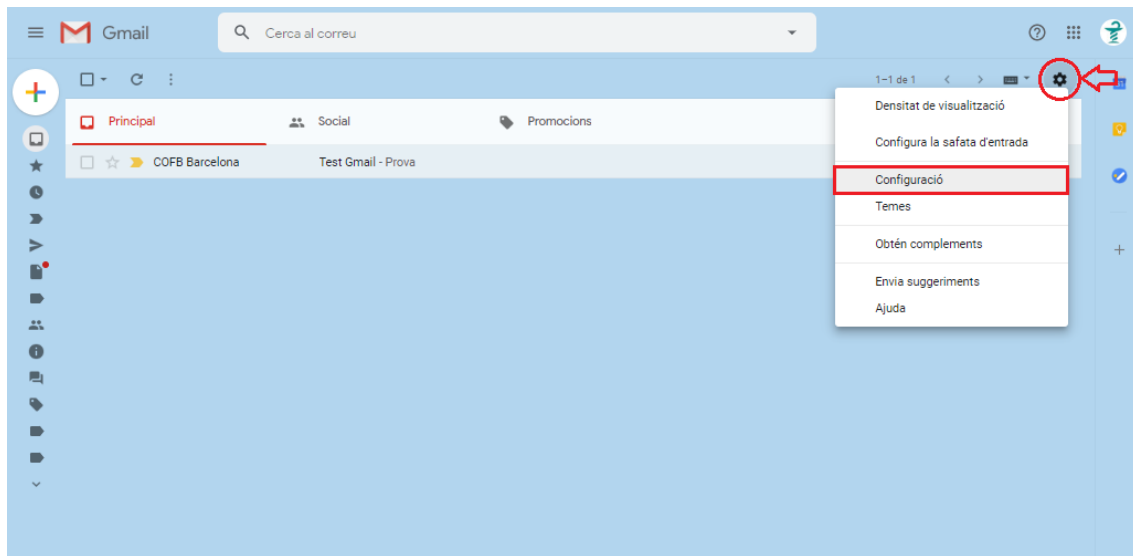 Gmail
Cerca al correu
1–1 de 1
Principal
Social
Promocions
COFB Barcelona
Test Gmail - Prova
Densitat de visualització
Configura la safata d'entrada
Configuració
Temes
Obtén complements
Envia suggeriments
Ajuda